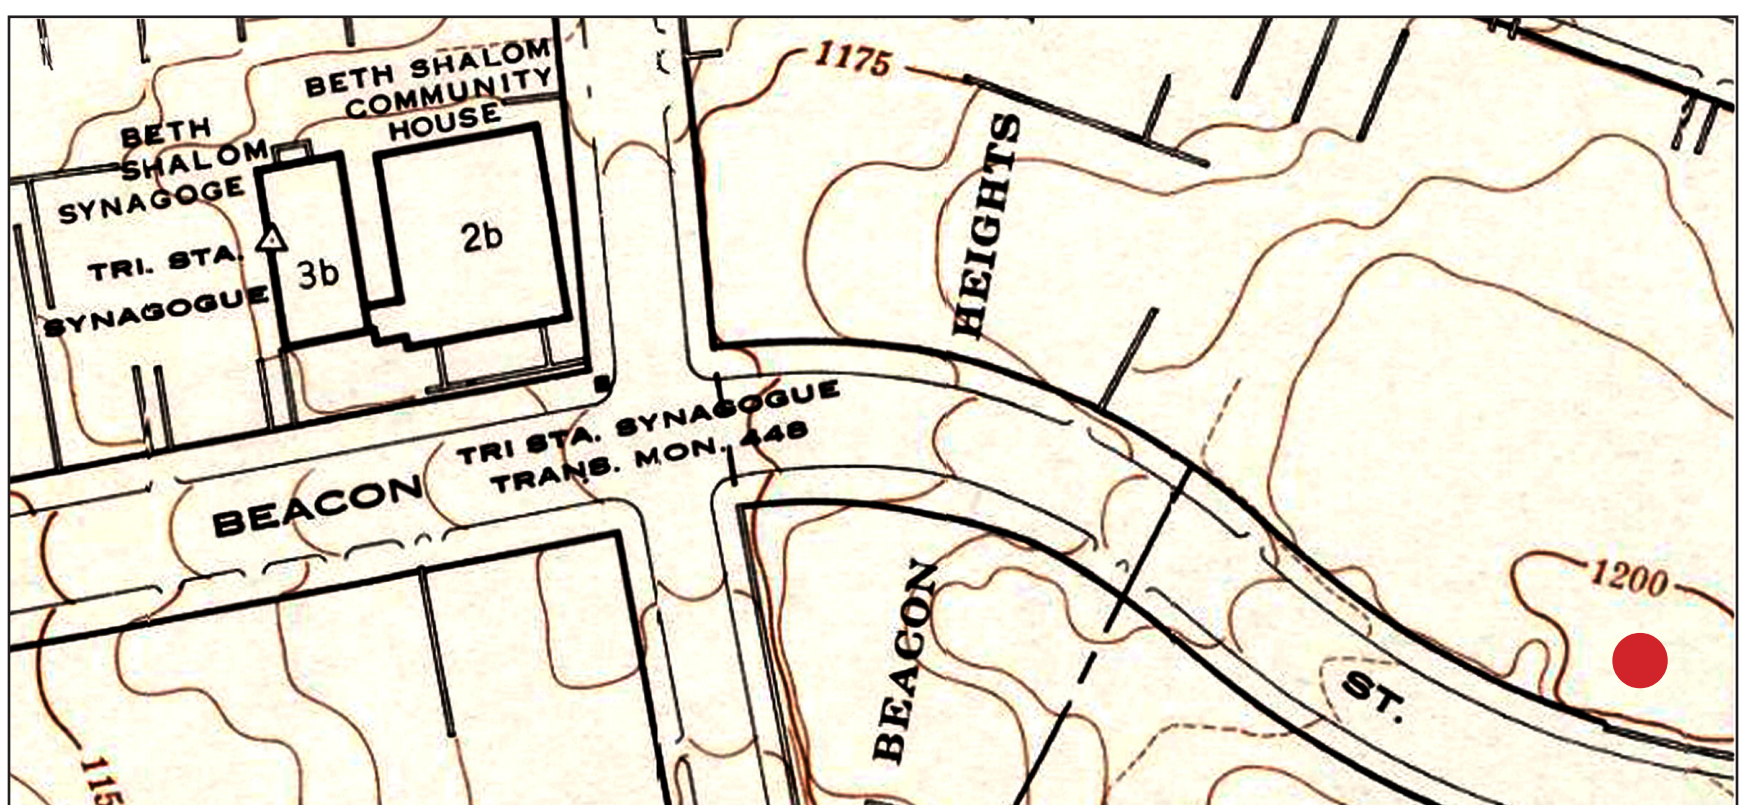 BETH SHALOM
COMMUNITY
HOUSE
BETH
SHALOM
SYNAGOGE
TRI. STA.
SYNAGOGUE
3b
2b
1175
HEIGHTS
TRI STA. SYNAGOGUE
TRANS. MON. 448
BEACON
BEACON
ST.
1200
115